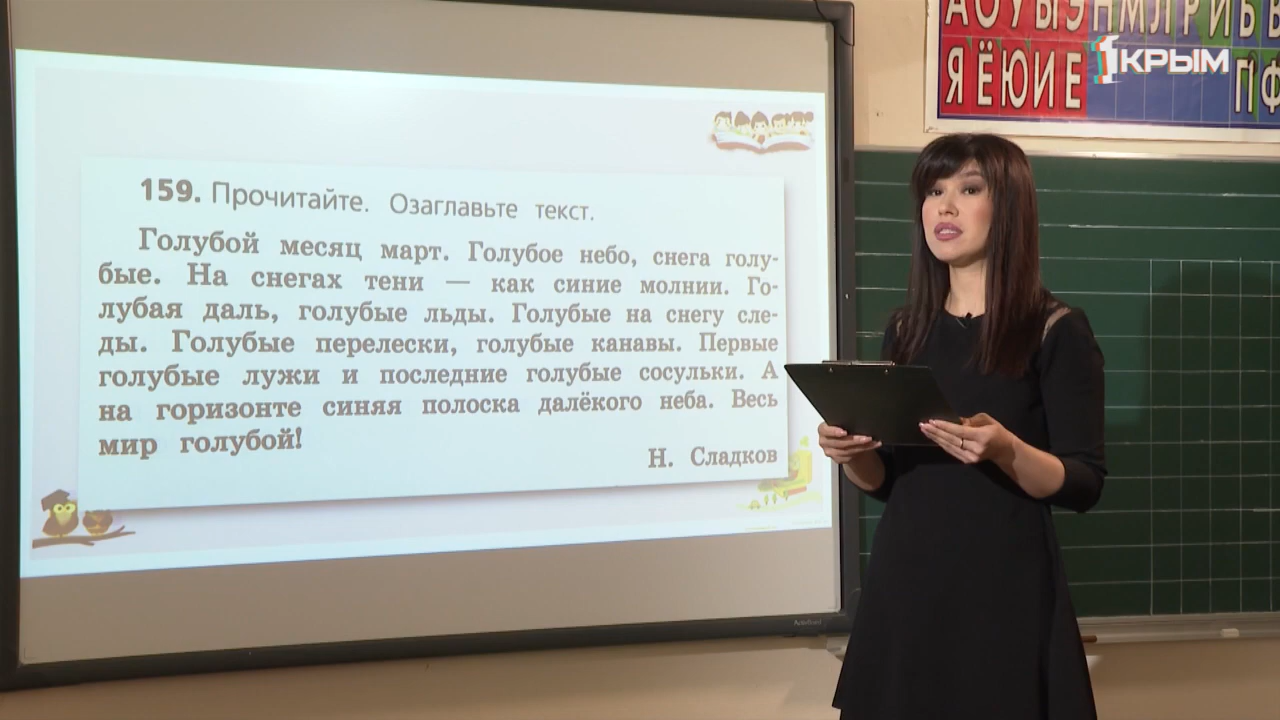 АОУЫЭНМЛРЙБВ
ЯЁЮИЕ ПФ
1КРЫМ
159. Прочитайте. Озаглавьте текст.
Голубой месяц март. Голубое небо, снега голу-
бые. На снегах тени — как синие молнии. Го-
лубая даль, голубые льды. Голубые на снегу сле-
ды. Голубые перелески, голубые канавы. Первые
голубые лужи и последние голубые сосульки. А
на горизонте синяя полоска далёкого неба. Весь
мир голубой!
Н. Сладков